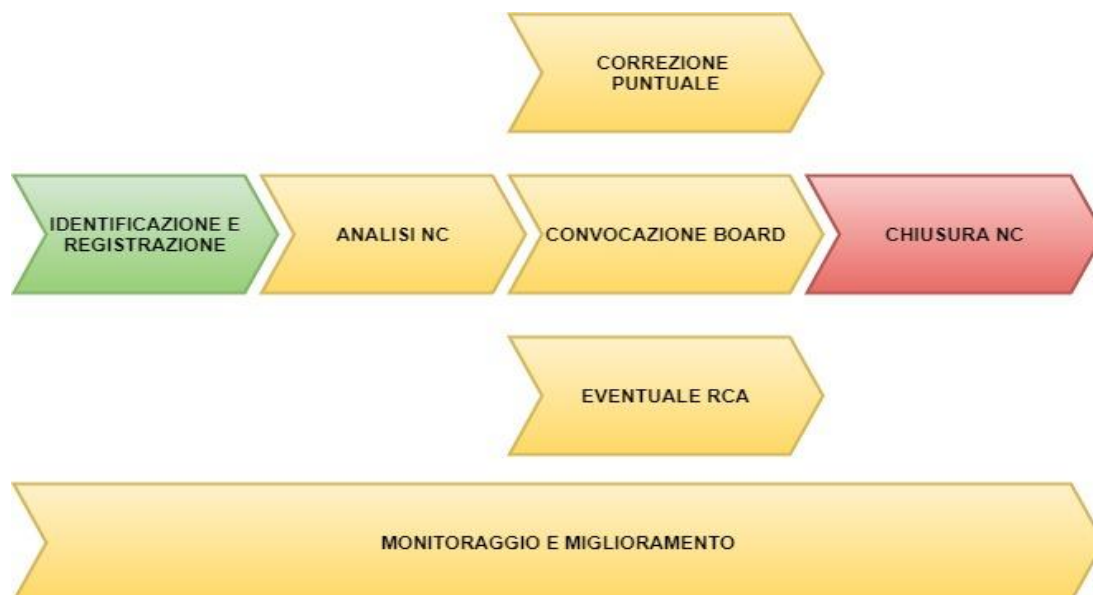 CORREZIONE
PUNTUALE
IDENTIFICAZIONE E
REGISTRAZIONE
ANALISI NC
CONVOCAZIONE BOARD
CHIUSURA NC
EVENTUALE RCA
MONITORAGGIO E MIGLIORAMENTO